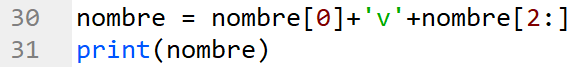 30 nombre = nombre[0]+'v'+nombre[2:]
31 print(nombre)